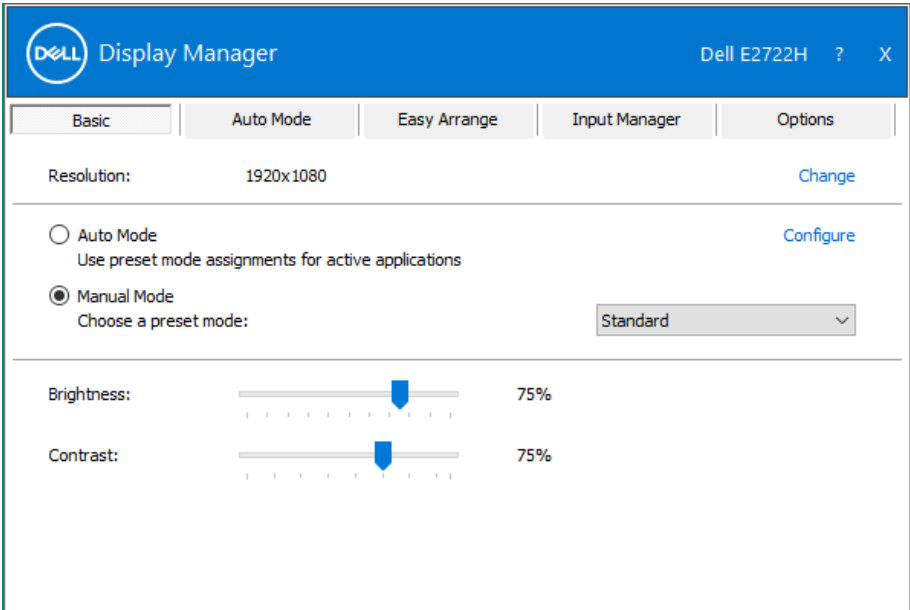 DELL Display Manager Dell E2722H ? X
Basic Auto Mode Easy Arrange Input Manager Options
Resolution: 1920x1080 Change
Auto Mode Configure
Use preset mode assignments for active applications
Manual Mode
Choose a preset mode: Standard
Brightness: 75%
Contrast: 75%